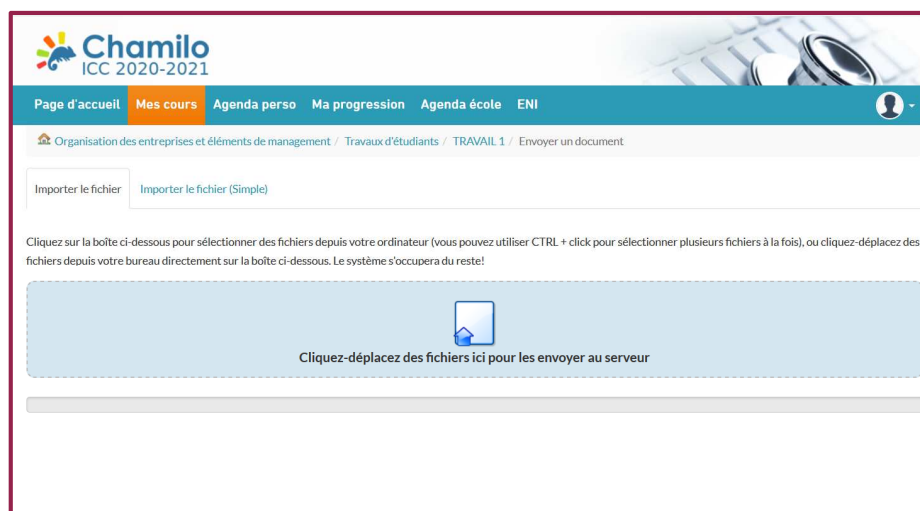 Chamilo
ICC 2020-2021
Page d'accueil Mes cours Agenda perso Ma progression Agenda école ENI
Organisation des entreprises et éléments de management / Travaux d'étudiants / TRAVAIL 1 / Envoyer un document
Importer le fichier Importer le fichier (Simple)
Cliquez sur la boîte ci-dessous pour sélectionner des fichiers depuis votre ordinateur (vous pouvez utiliser CTRL + click pour sélectionner plusieurs fichiers à la fois), ou cliquez-déplacez des
fichiers depuis votre bureau directement sur la boîte ci-dessous. Le système s'occupera du reste!
Cliquez-déplacez des fichiers ici pour les envoyer au serveur